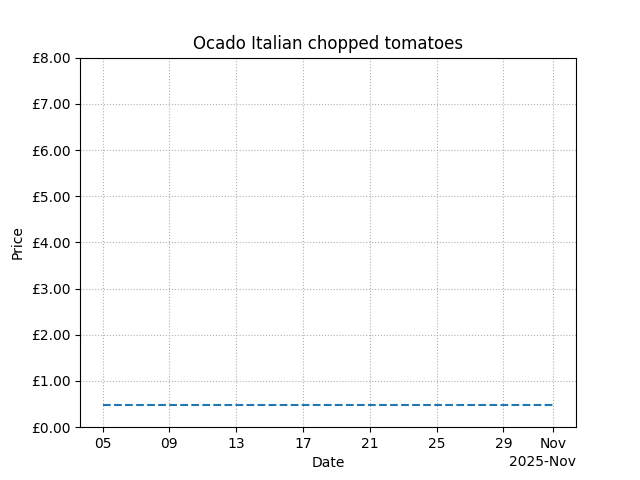 Ocado Italian chopped tomatoes
£8.00
£7.00
£6.00
£5.00
£4.00
£3.00
£2.00
£1.00
£0.00
Price
05 09 13 17 21 25 29 Nov
2025-Nov
Date